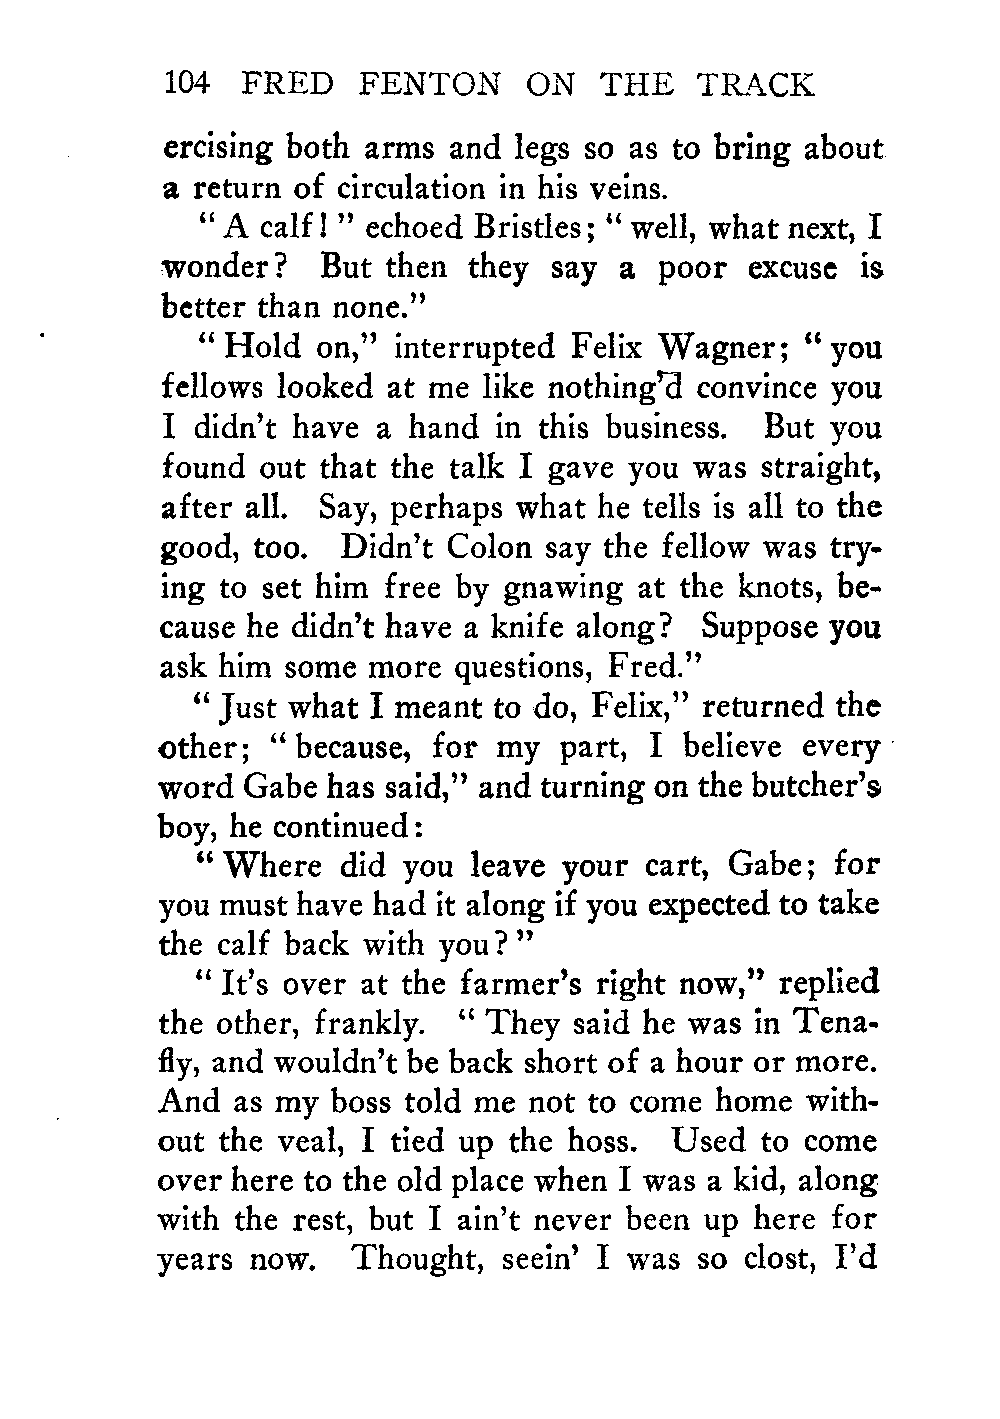 104 FRED FENTON ON THE TRACK
ercising both arms and legs so as to bring about
a return of circulation in his veins.
“A calf!” echoed Bristles; “well, what next, I
wonder? But then they say a poor excuse is
better than none.”
“Hold on,” interrupted Felix Wagner; “you
fellows looked at me like nothing’d convince you
I didn’t have a hand in this business. But you
found out that the talk I gave you was straight,
after all. Say, perhaps what he tells is all to the
good, too. Didn’t Colon say the fellow was try-
ing to set him free by gnawing at the knots, be-
cause he didn’t have a knife along? Suppose you
ask him some more questions, Fred.”
“Just what I meant to do, Felix,” returned the
other; “because, for my part, I believe every
word Gabe has said,” and turning on the butcher’s
boy, he continued:
“Where did you leave your cart, Gabe; for
you must have had it along if you expected to take
the calf back with you?”
“It’s over at the farmer’s right now,” replied
the other, frankly. “They said he was in Tena-
fly, and wouldn’t be back short of a hour or more.
And as my boss told me not to come home with-
out the veal, I tied up the hoss. Used to come
over here to the old place when I was a kid, along
with the rest, but I ain’t never been up here for
years now. Thought, seein’ I was so clost, I’d